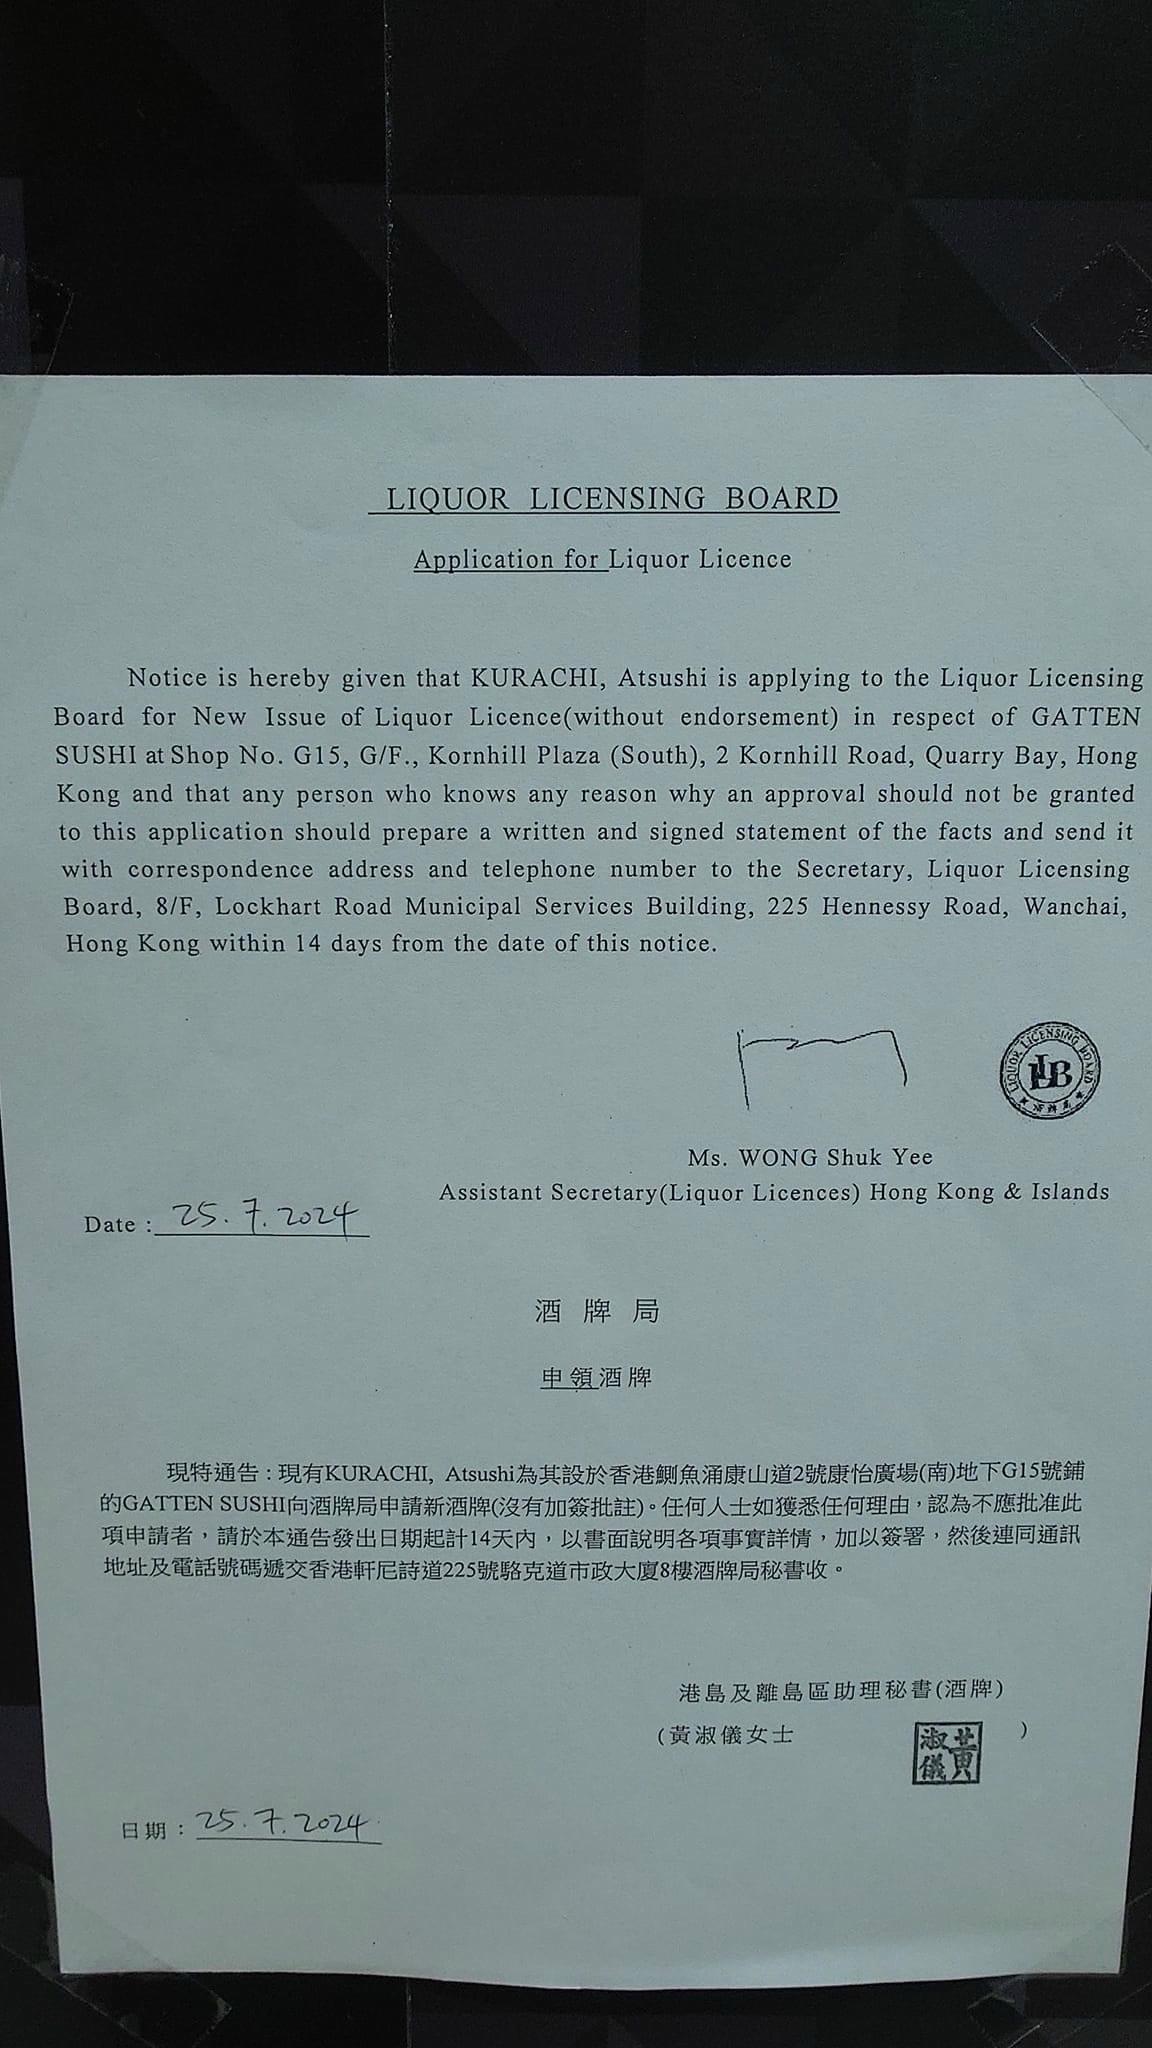 LIQUOR LICENSING BOARD
Application for Liquor Licence
Notice is hereby given that KURACHI, Atsushi is applying to the Liquor Licensing
Board for New Issue of Liquor Licence(without endorsement) in respect of GATTEN
SUSHI at Shop No. G15, G/F., Kornhill Plaza (South), 2 Kornhill Road, Quarry Bay, Hong
Kong and that any person who knows any reason why an approval should not be granted
to this application should prepare a written and signed statement of the facts and send it
with correspondence address and telephone number to the Secretary, Liquor Licensing
Board, 8/F, Lockhart Road Municipal Services Building, 225 Hennessy Road, Wanchai,
Hong Kong within 14 days from the date of this notice.
LIQUOR LICENSING BOARD
LLB
酒牌局
Ms. WONG Shuk Yee
Assistant Secretary(Liquor Licences) Hong Kong & Islands
Date : 25.7.2024
酒牌局
申領酒牌
現特通告：現有KURACHI, Atsushi為其設於香港鰂魚涌康山道2號康怡廣場(南)地下G15號鋪
的GATTEN SUSHI向酒牌局申請新酒牌(沒有加簽批註)。任何人士如獲悉任何理由，認為不應批准此
項申請者，請於本通告發出日期起計14天內，以書面說明各項事實詳情，加以簽署，然後連同通訊
地址及電話號碼遞交香港軒尼詩道225號駱克道市政大廈8樓酒牌局秘書收。
港島及離島區助理秘書(酒牌)
(黃淑儀女士 黃淑儀 )
日期：25.7.2024